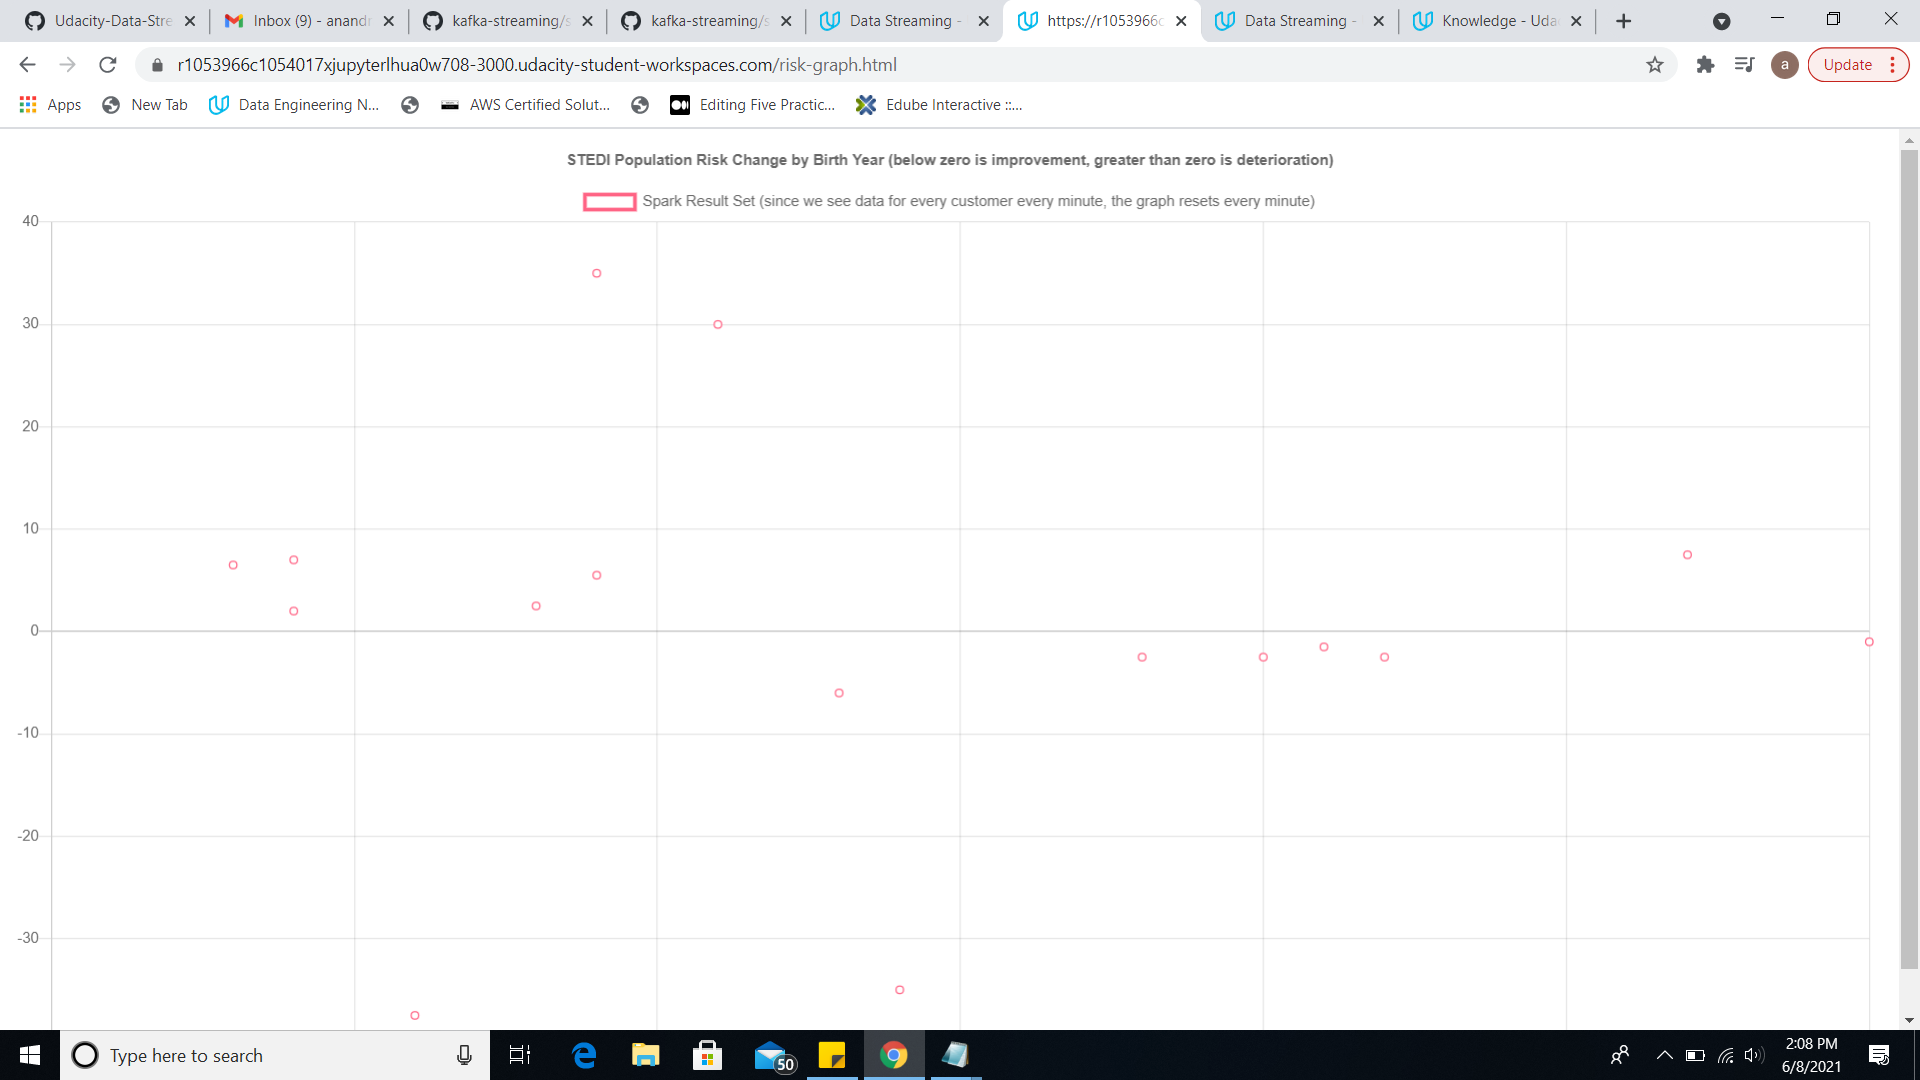 Udacity-Data-Stre
Inbox (9) - anandr
kafka-streaming/s
kafka-streaming/s
Data Streaming -
https://r1053966c
Data Streaming -
Knowledge - Uda
r1053966c1054017xjupyterlhua0w708-3000.udacity-student-workspaces.com/risk-graph.html
a
Update
Apps
New Tab
Data Engineering N...
AWS Certified Solut...
Editing Five Practic...
Edube Interactive ::...
STEDI Population Risk Change by Birth Year (below zero is improvement, greater than zero is deterioration)
Spark Result Set (since we see data for every customer every minute, the graph resets every minute)
40
30
20
10
0
-10
-20
-30
Type here to search
50
2:08 PM
6/8/2021